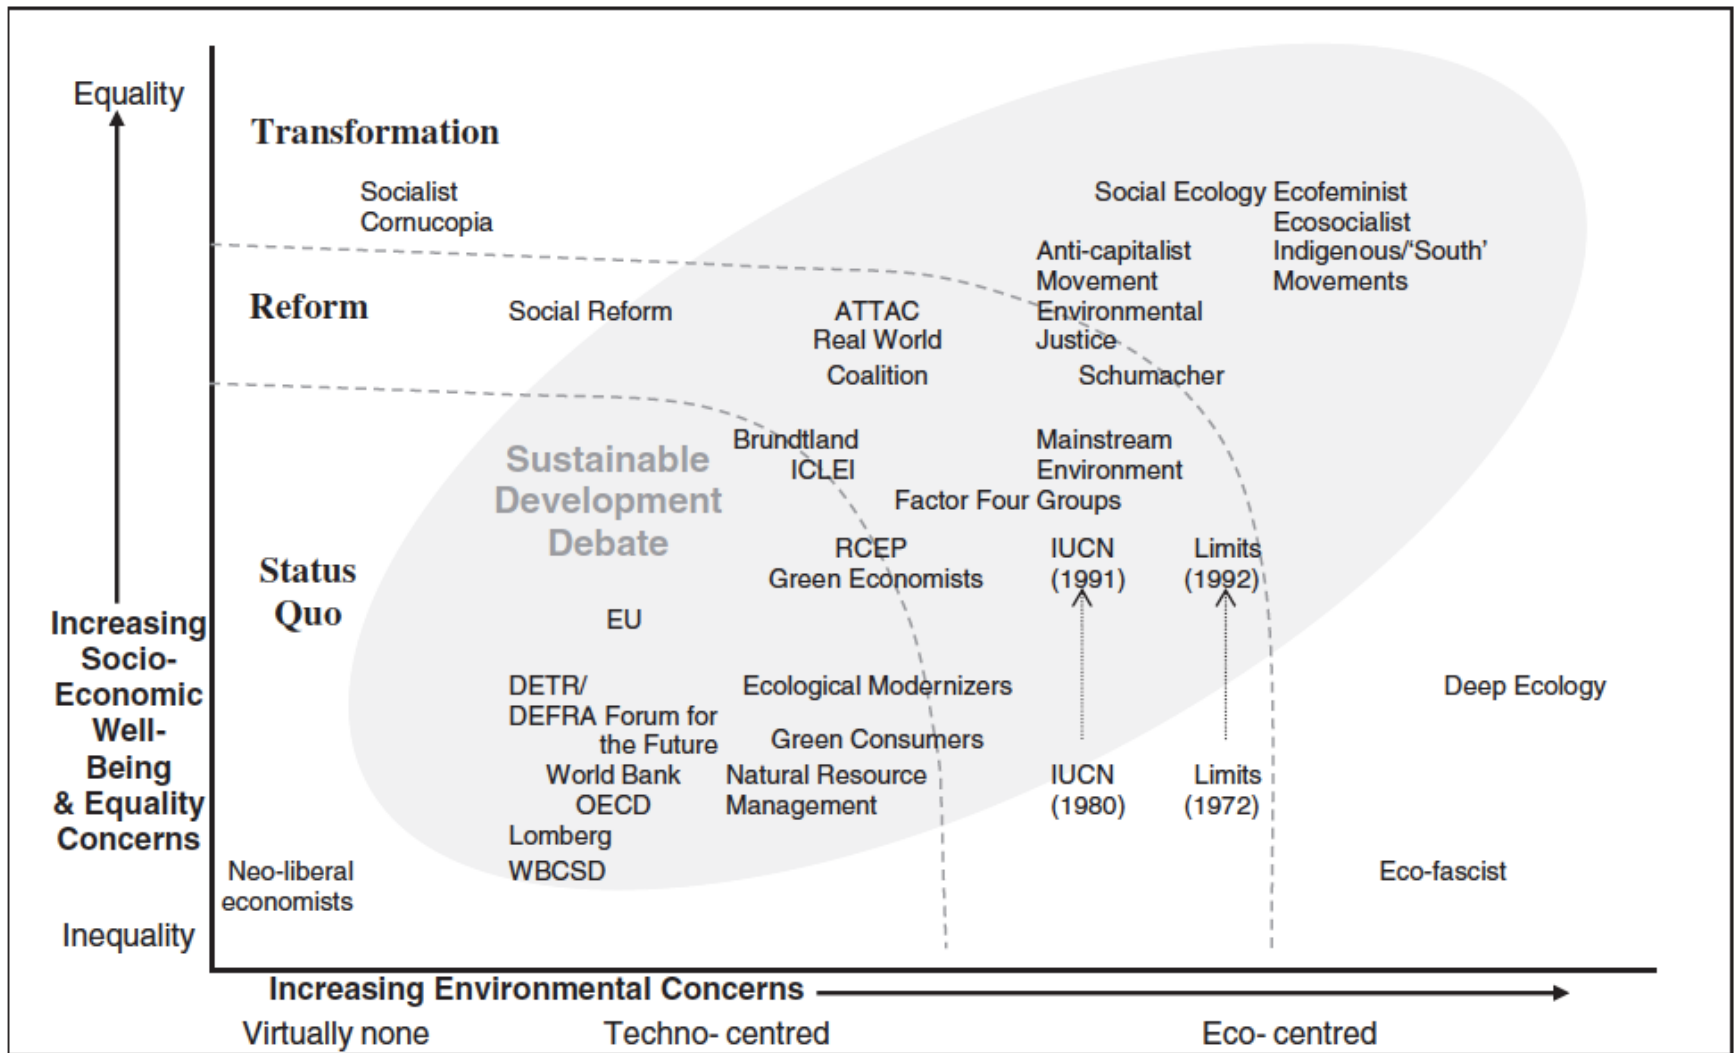 Equality
Transformation
Socialist
Cornucopia
Social Ecology
Ecofeminist
Ecosocialist
Indigenous/‘South’
Movements
Anti-capitalist
Movement
Environmental
Justice
Reform
Social Reform
ATTAC
Real World
Coalition
Schumacher
Sustainable
Development
Debate
Brundtland
ICLEI
Mainstream
Environment
Factor Four Groups
Status
Quo
RCEP
Green Economists
IUCN
(1991)
Limits
(1992)
EU
Increasing
Socio-
Economic
Well-
Being
& Equality
Concerns
DETR/
DEFRA Forum for
the Future
Ecological Modernizers
Green Consumers
Deep Ecology
World Bank
OECD
Natural Resource
Management
IUCN
(1980)
Limits
(1972)
Lomberg
WBCSD
Neo-liberal
economists
Eco-fascist
Inequality
Increasing Environmental Concerns
Virtually none
Techno- centred
Eco- centred